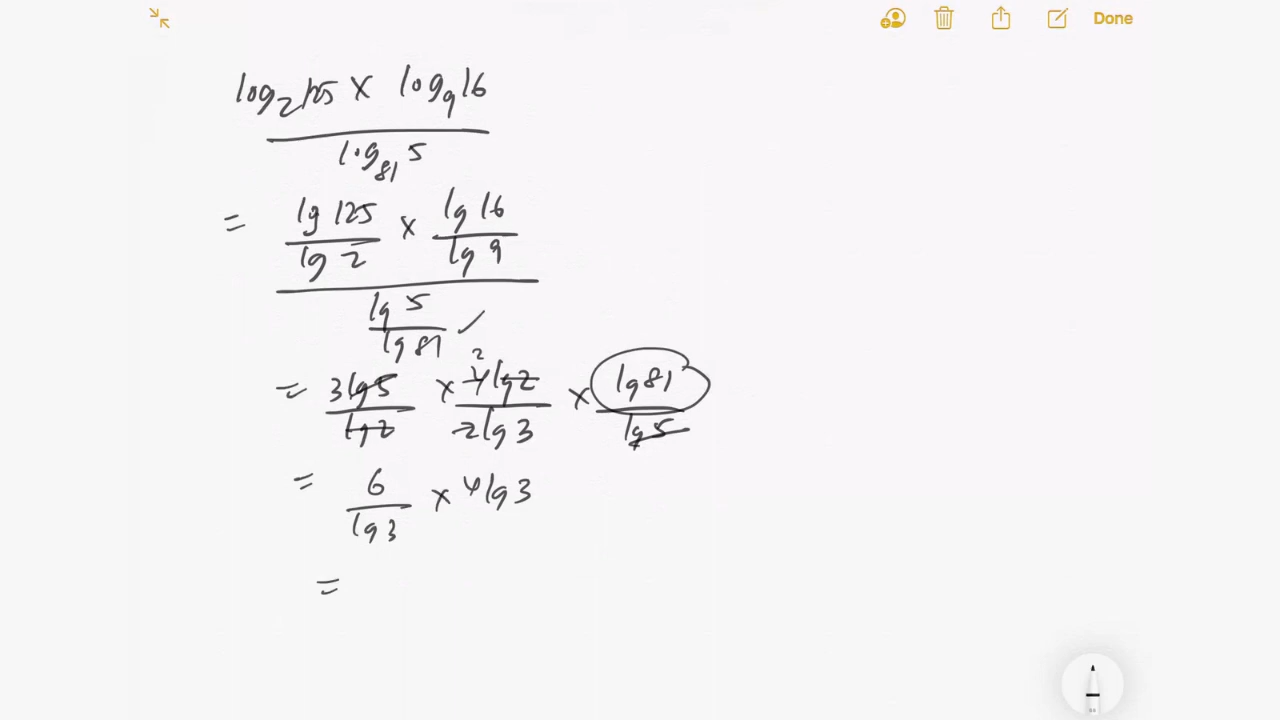 Done
log₂125 × log₉16
log₈₁5
= lg 125 × lg 16
lg 2 lg 9
lg 5 ✓
lg 81
= 3lg5 × 4lg2 × lg81
2
lg2 2lg3 lg5
= 6 × 4lg3
lg3
=